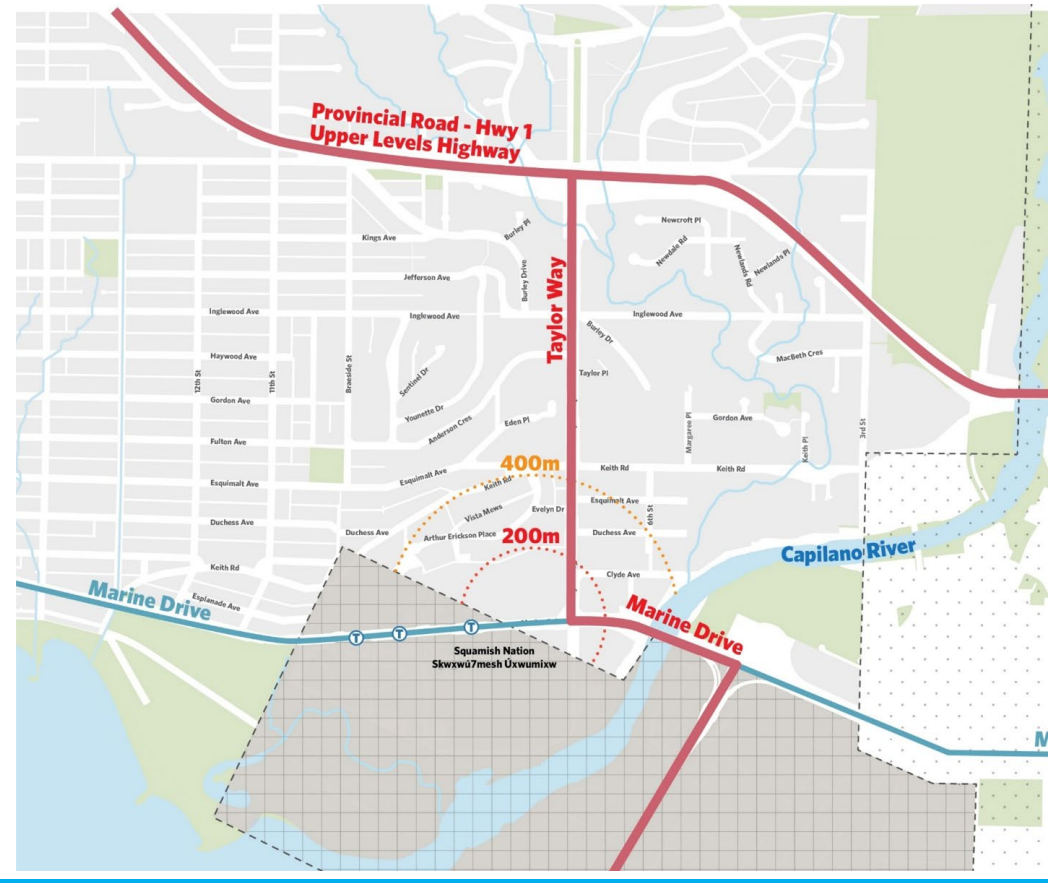 Provincial Road - Hwy 1
Upper Levels Highway
Newcroft Pl
Burley Pl
Kings Ave
Newdale Rd
Newlands Rd
Newlands Pl
Jefferson Ave
Burley Drive
Taylor Way
Inglewood Ave
Inglewood Ave
Inglewood Ave
Burley Dr
Haywood Ave
MacBeth Cres
12th St
11th St
Braeside St
Sentinel Dr
Taylor Pl
Gordon Ave
Younette Dr
Anderson Cres
Eden Pl
Margaree Pl
Gordon Ave
Keith Pl
3rd St
Fulton Ave
400m
Esquimalt Ave
Esquimalt Ave
Keith Rd
Keith Rd
Keith Rd
Esquimalt Ave
Vista Mews
Evelyn Dr
6th St
Duchess Ave
Duchess Ave
Arthur Erickson Place
200m
Duchess Ave
Capilano River
Keith Rd
Clyde Ave
Marine Drive
Esplanade Ave
Marine Drive
T
T
T
Squamish Nation
Skwxwú7mesh Úxwumixw
M